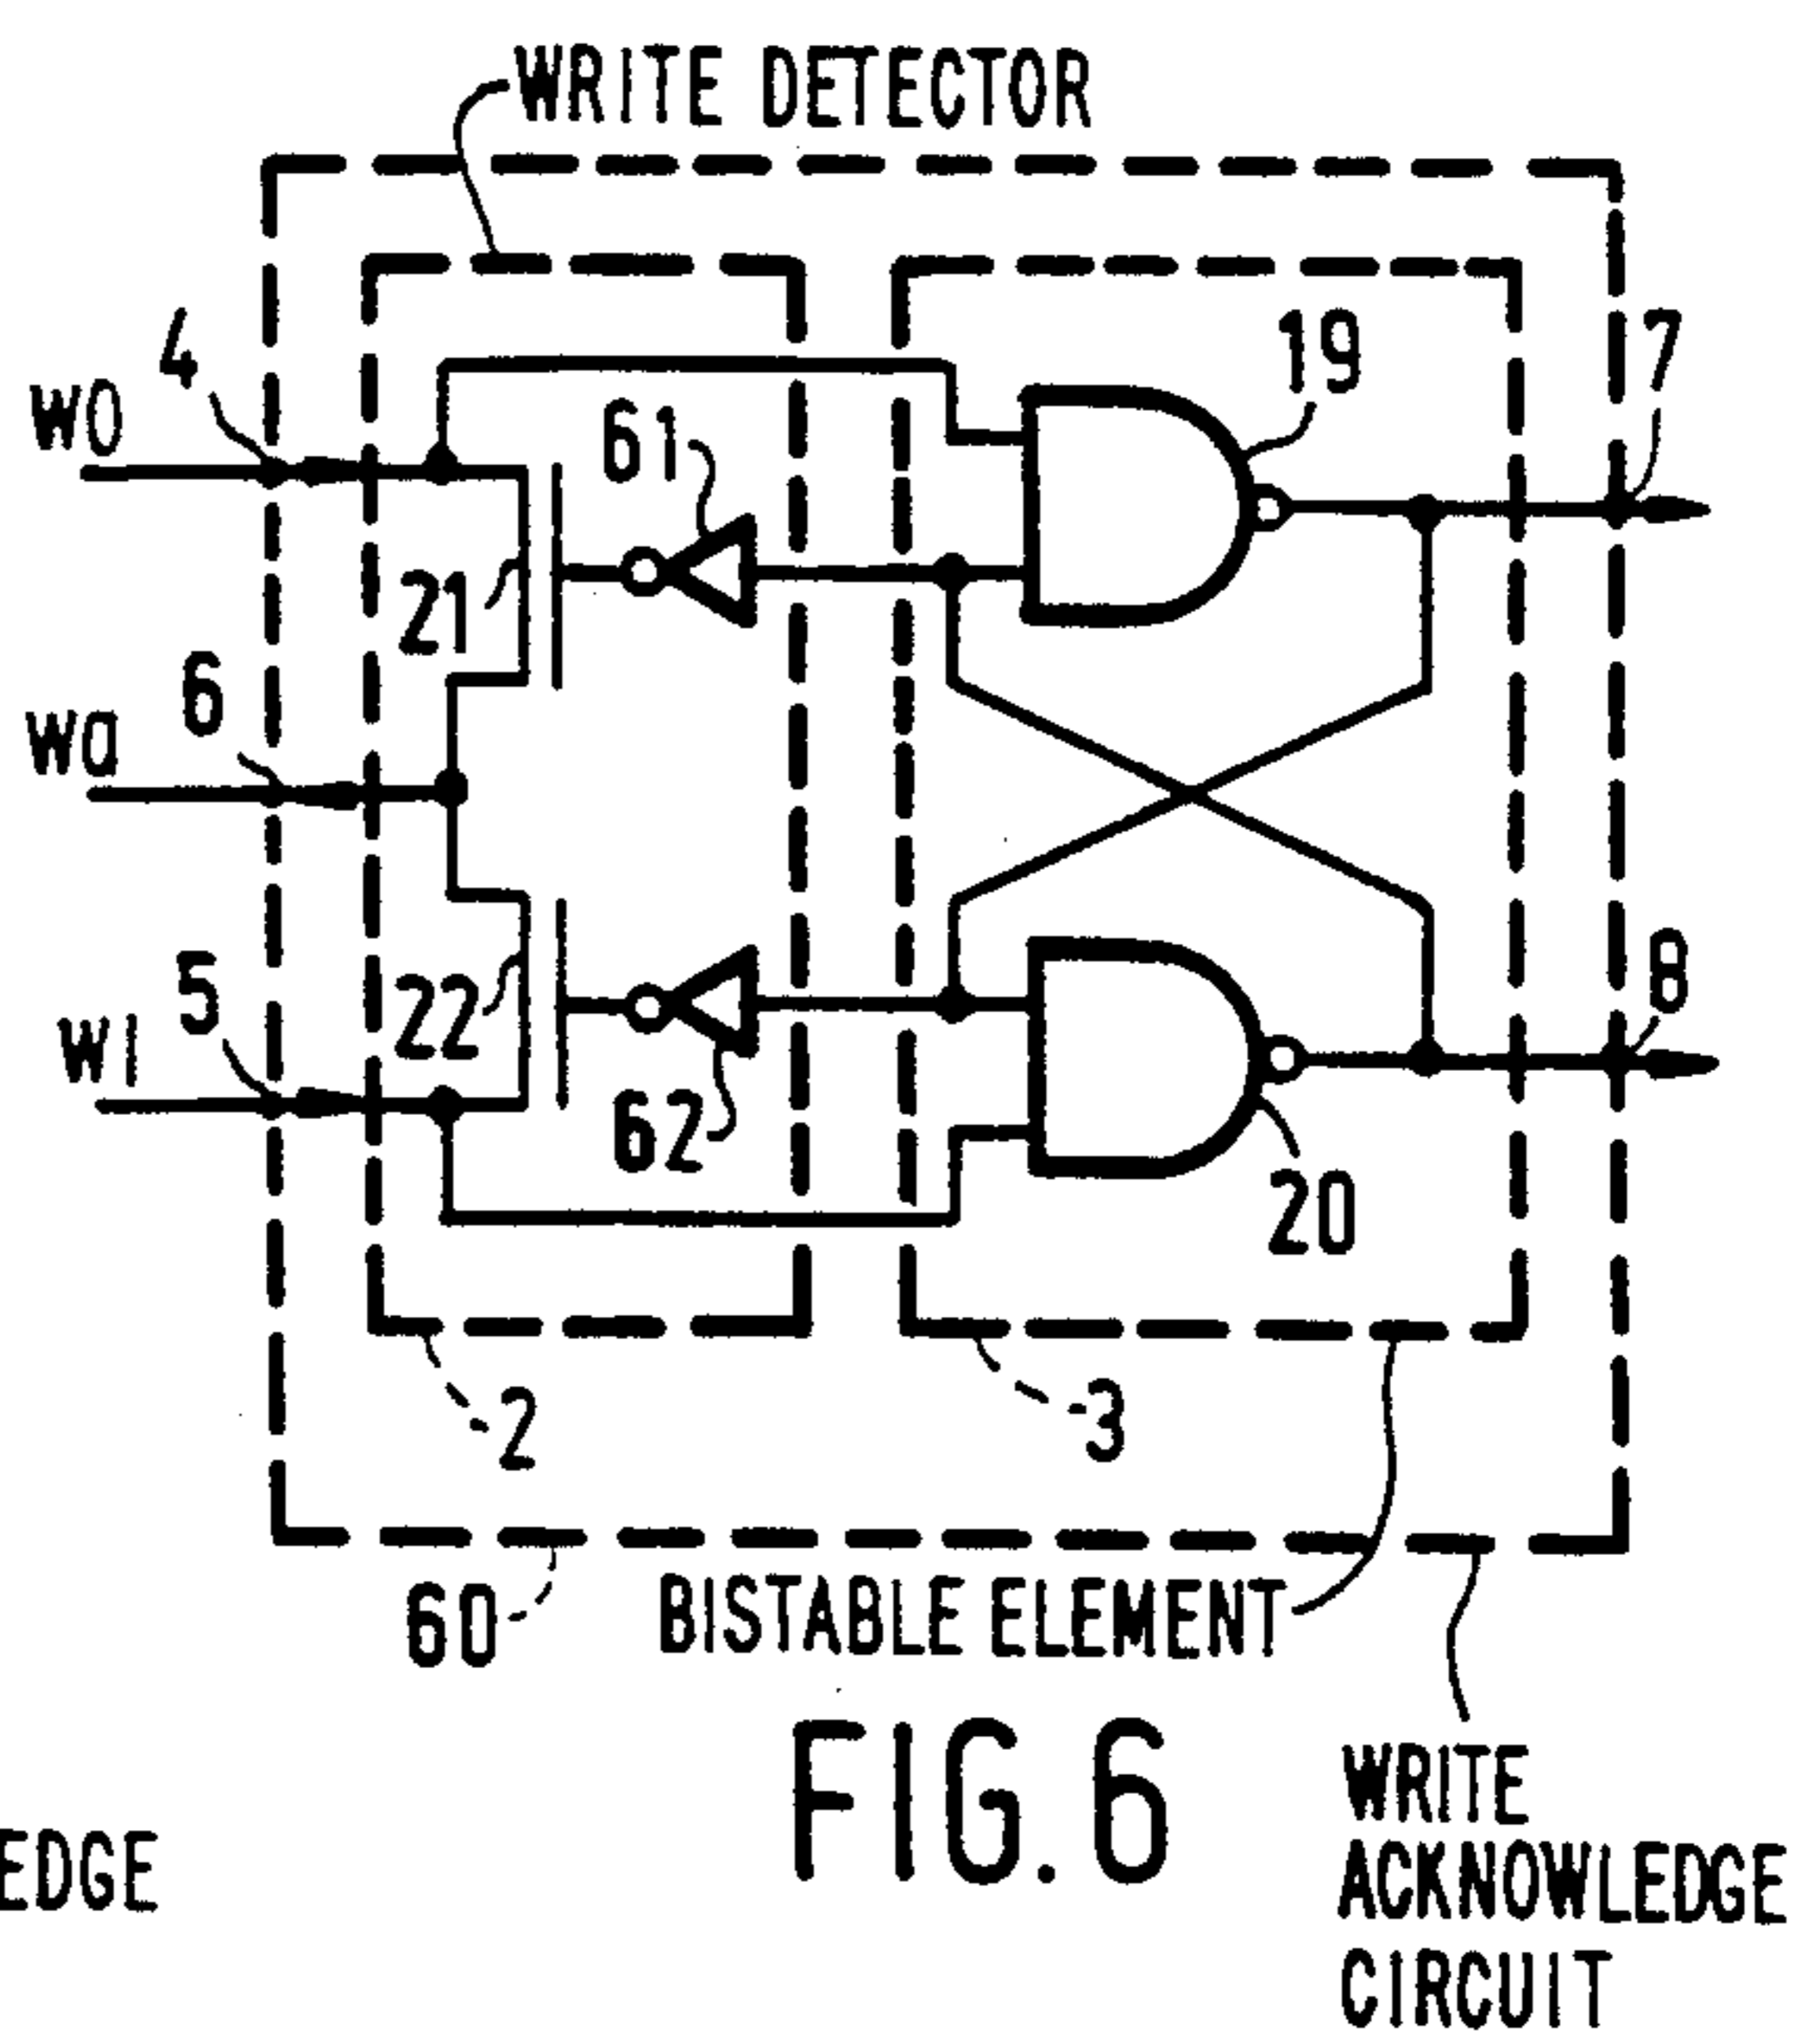 WRITE DETECTOR
4
W0
61
19
7
21
6
Wa
5
22
8
W1
62
20
2
3
60
BISTABLE ELEMENT
FIG. 6
WRITE
ACKNOWLEDGE
CIRCUIT
EDGE